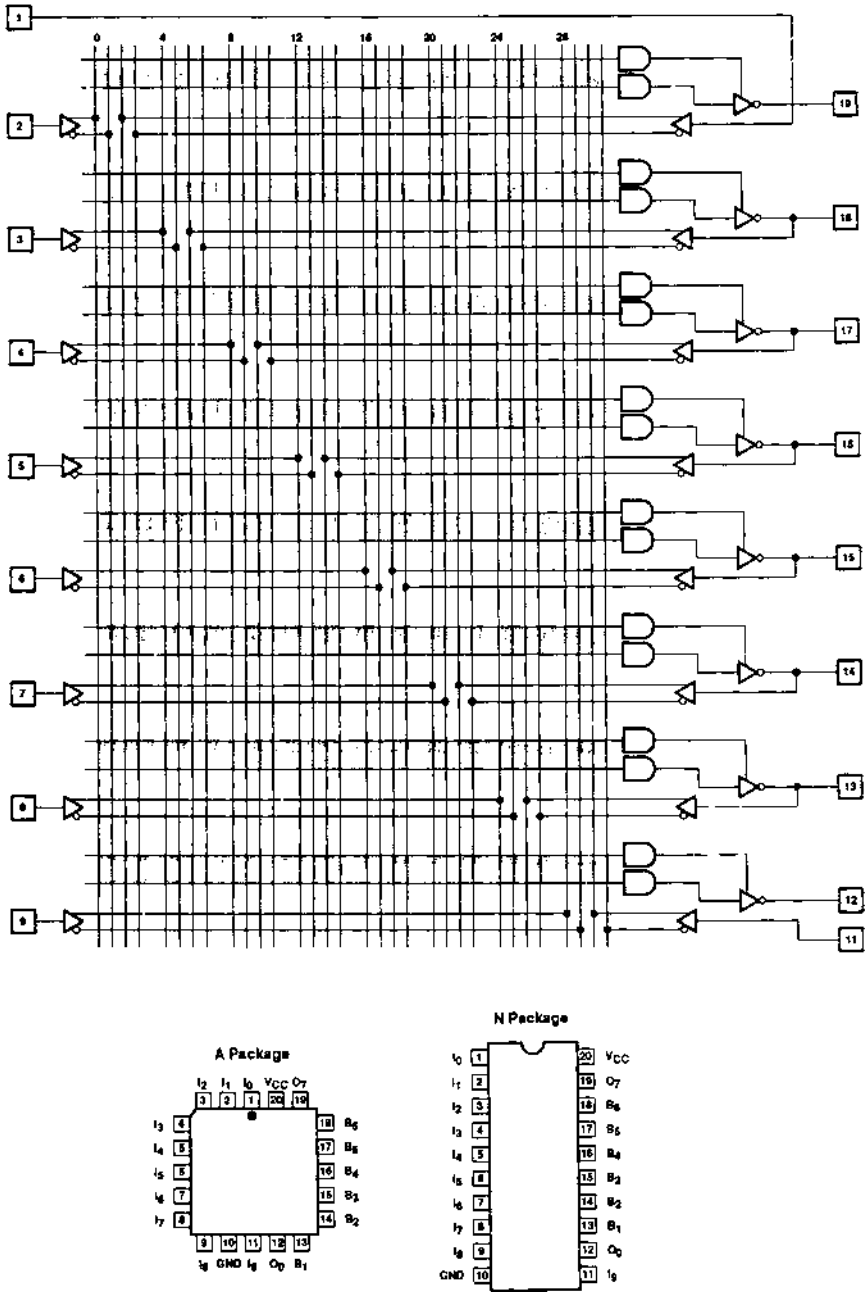 1
0 4 8 12 16 20 24 28
19
2
18
3
17
4
16
5
15
6
14
7
13
8
12
9
11
A Package
I2 I1 I0 VCC O7
3 2 1 20 19
I3 4 18 B6
I4 5 17 B5
I5 6 16 B4
I6 7 15 B3
I7 8 14 B2
9 10 11 12 13
I8 GND I9 O0 B1
N Package
I0 1 20 VCC
I1 2 19 O7
I2 3 18 B6
I3 4 17 B5
I4 5 16 B4
I5 6 15 B3
I6 7 14 B2
I7 8 13 B1
I8 9 12 O0
GND 10 11 I9